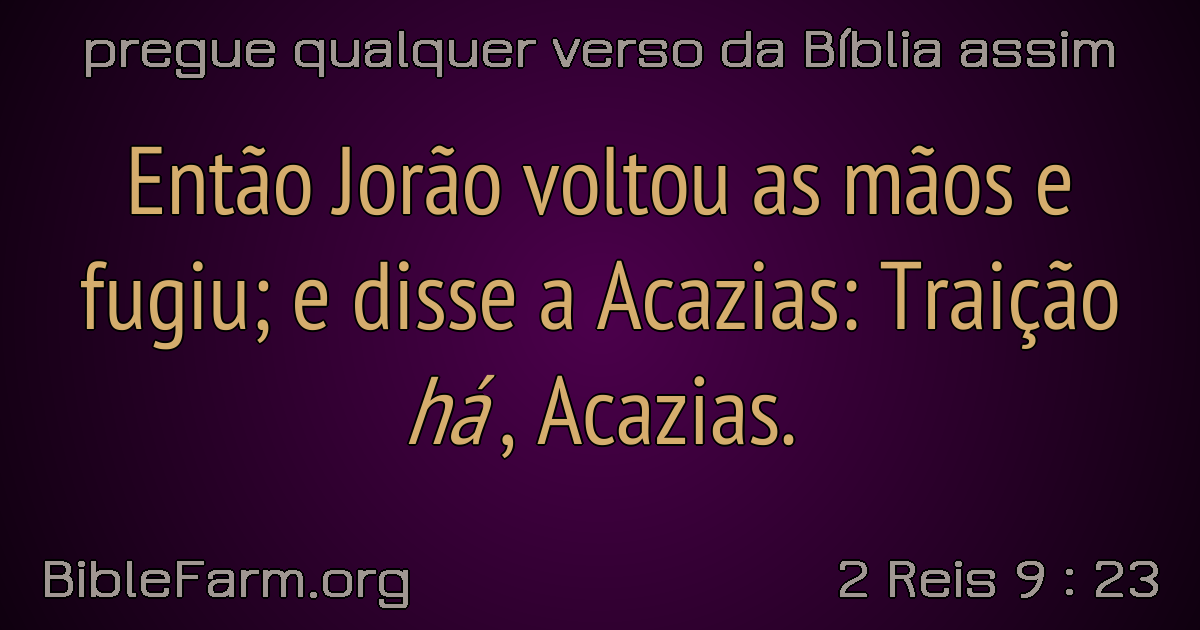 pregue qualquer verso da Bíblia assim
Então Jorão voltou as mãos e
fugiu; e disse a Acazias: Traição
há, Acazias.
BibleFarm.org
2 Reis 9 : 23